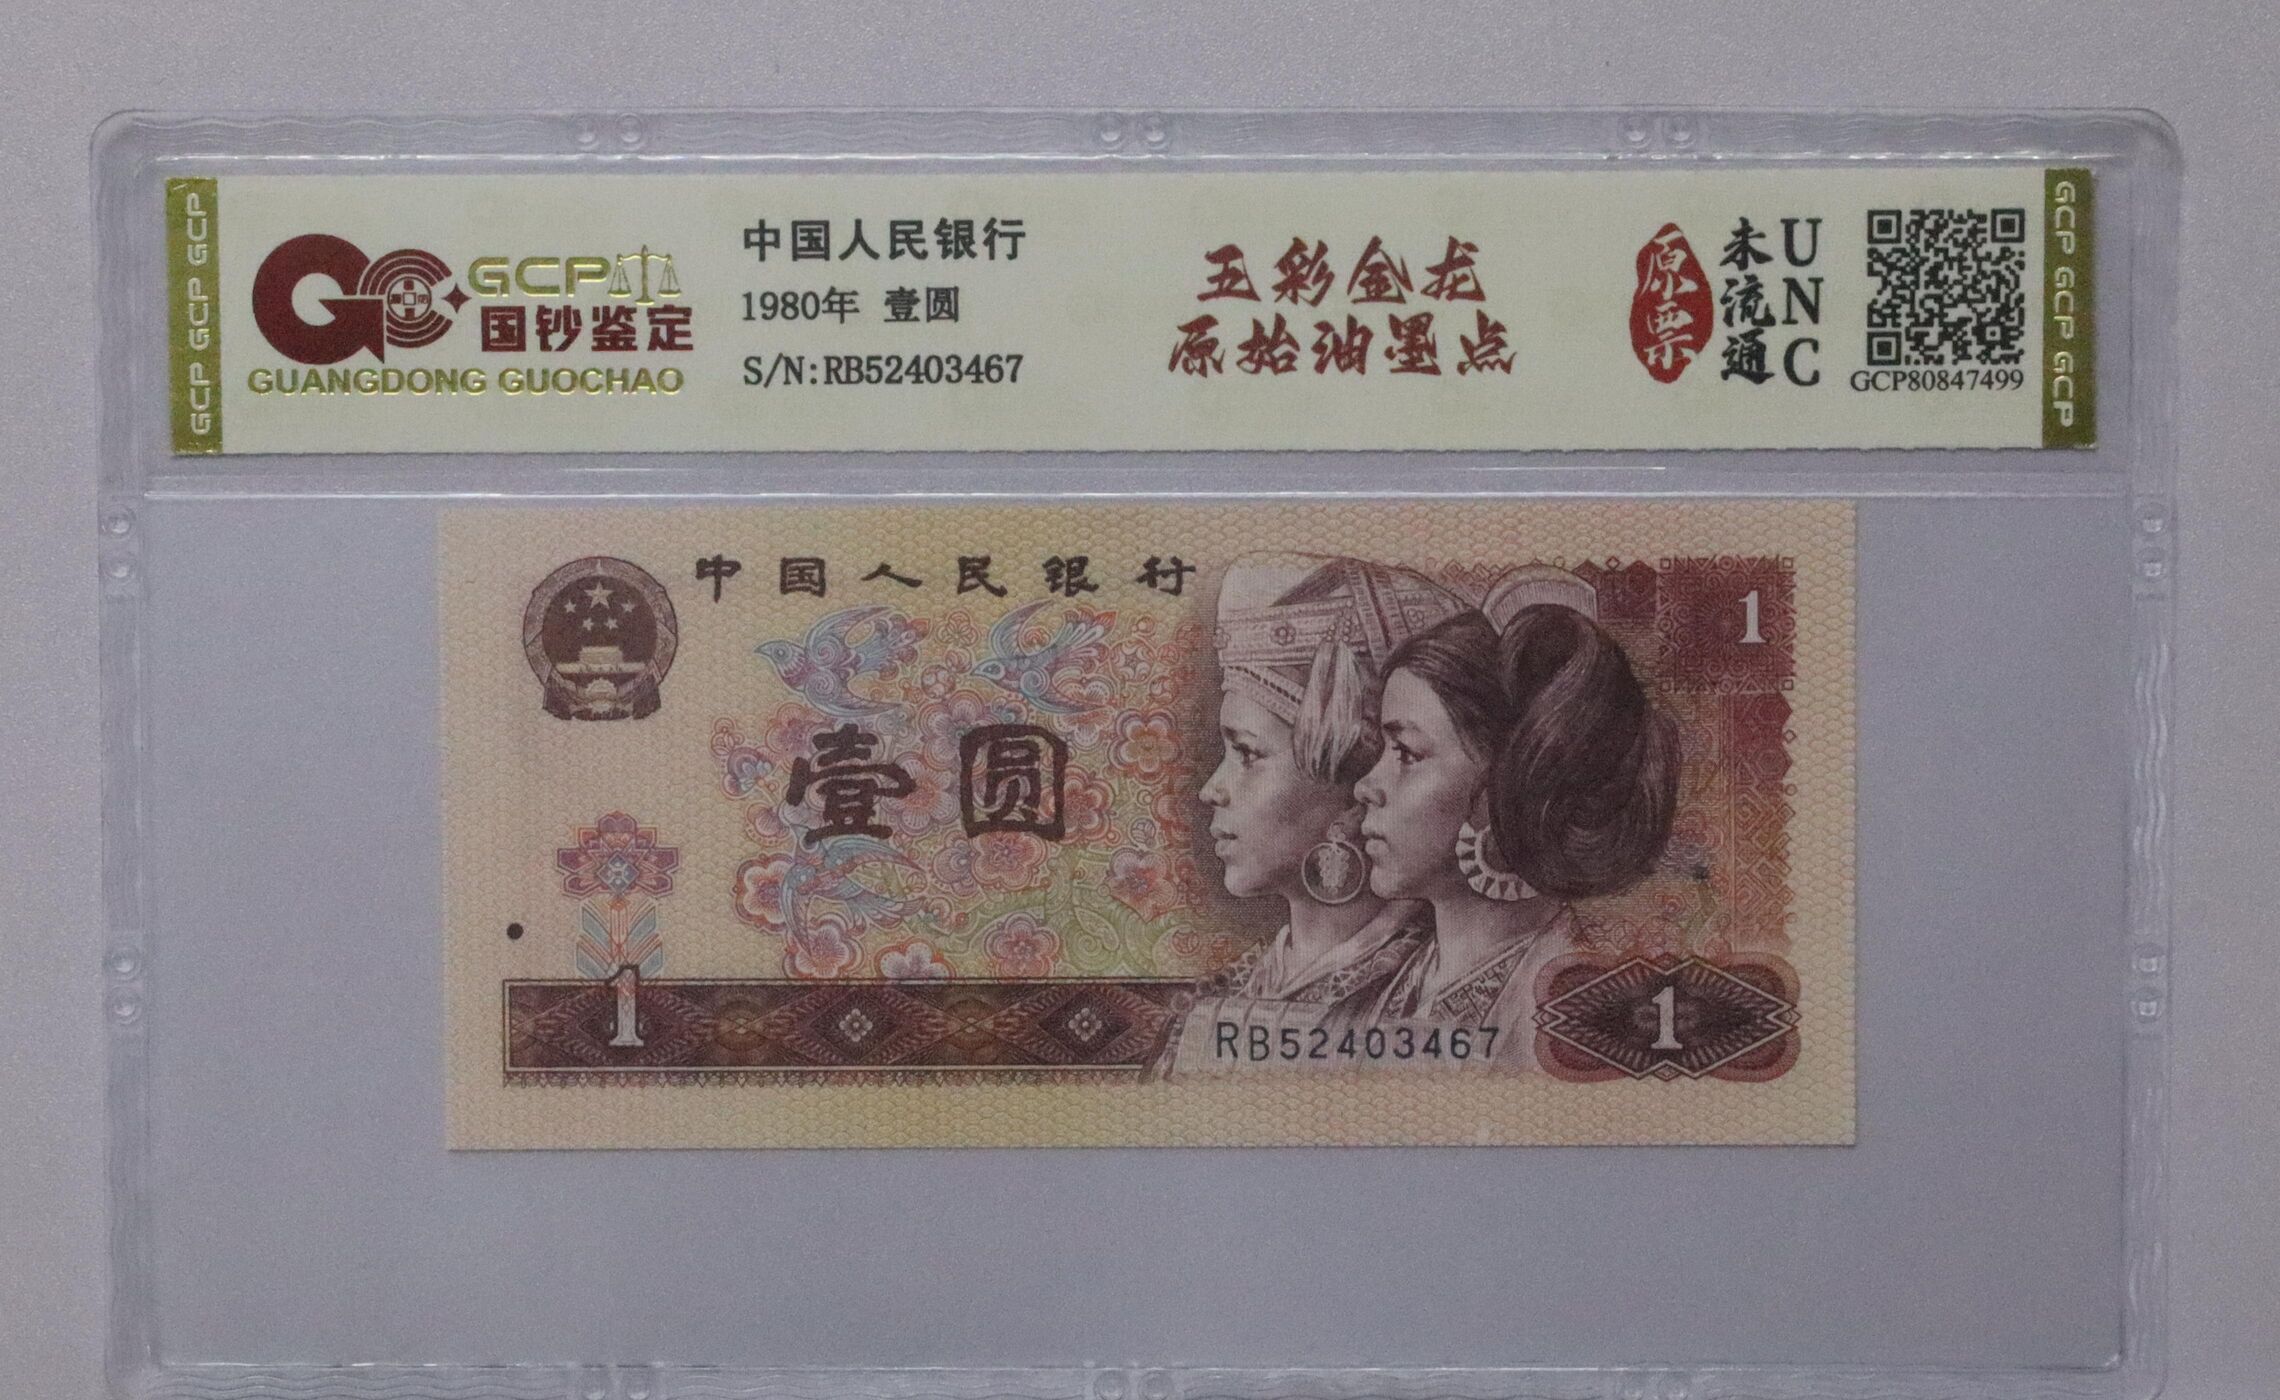 GCP GCP GCP
GCP
国钞鉴定
GUANGDONG GUOCHAO
中国人民银行
1980年 壹圆
S/N:RB52403467
五彩金龙
原始油墨点
原票
未流通
UNC
GCP80847499
GCP GCP GCP
中国人民银行
1
壹圆
1
RB52403467
1